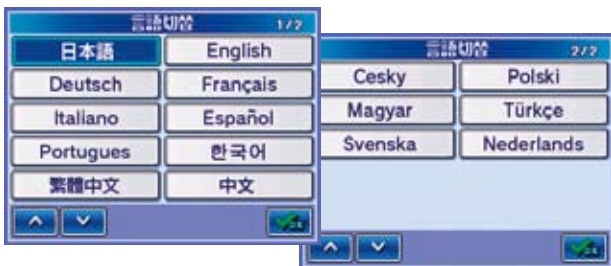 言語切替 1/2
日本語 English
Deutsch Français
Italiano Español
Portugues 한국어
繁體中文 中文
言語切替 2/2
Cesky Polski
Magyar Türkçe
Svenska Nederlands